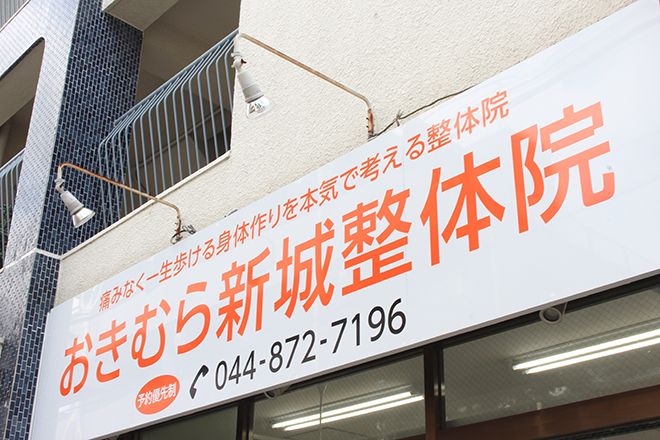 痛みなく一生歩ける身体作りを本気で考える整体院
おきむら新城整体院
予約優先制 044-872-7196